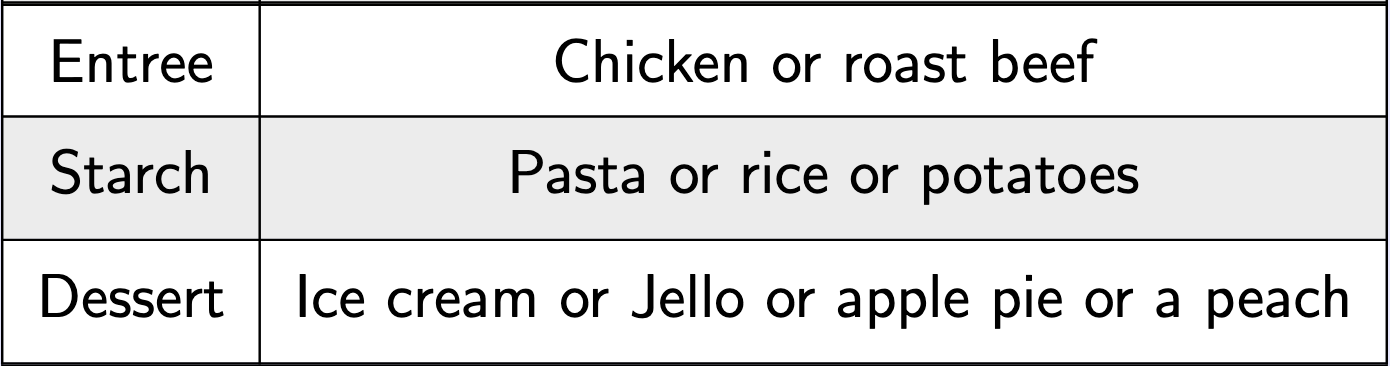 Entree Chicken or roast beef
Starch Pasta or rice or potatoes
Dessert Ice cream or Jello or apple pie or a peach